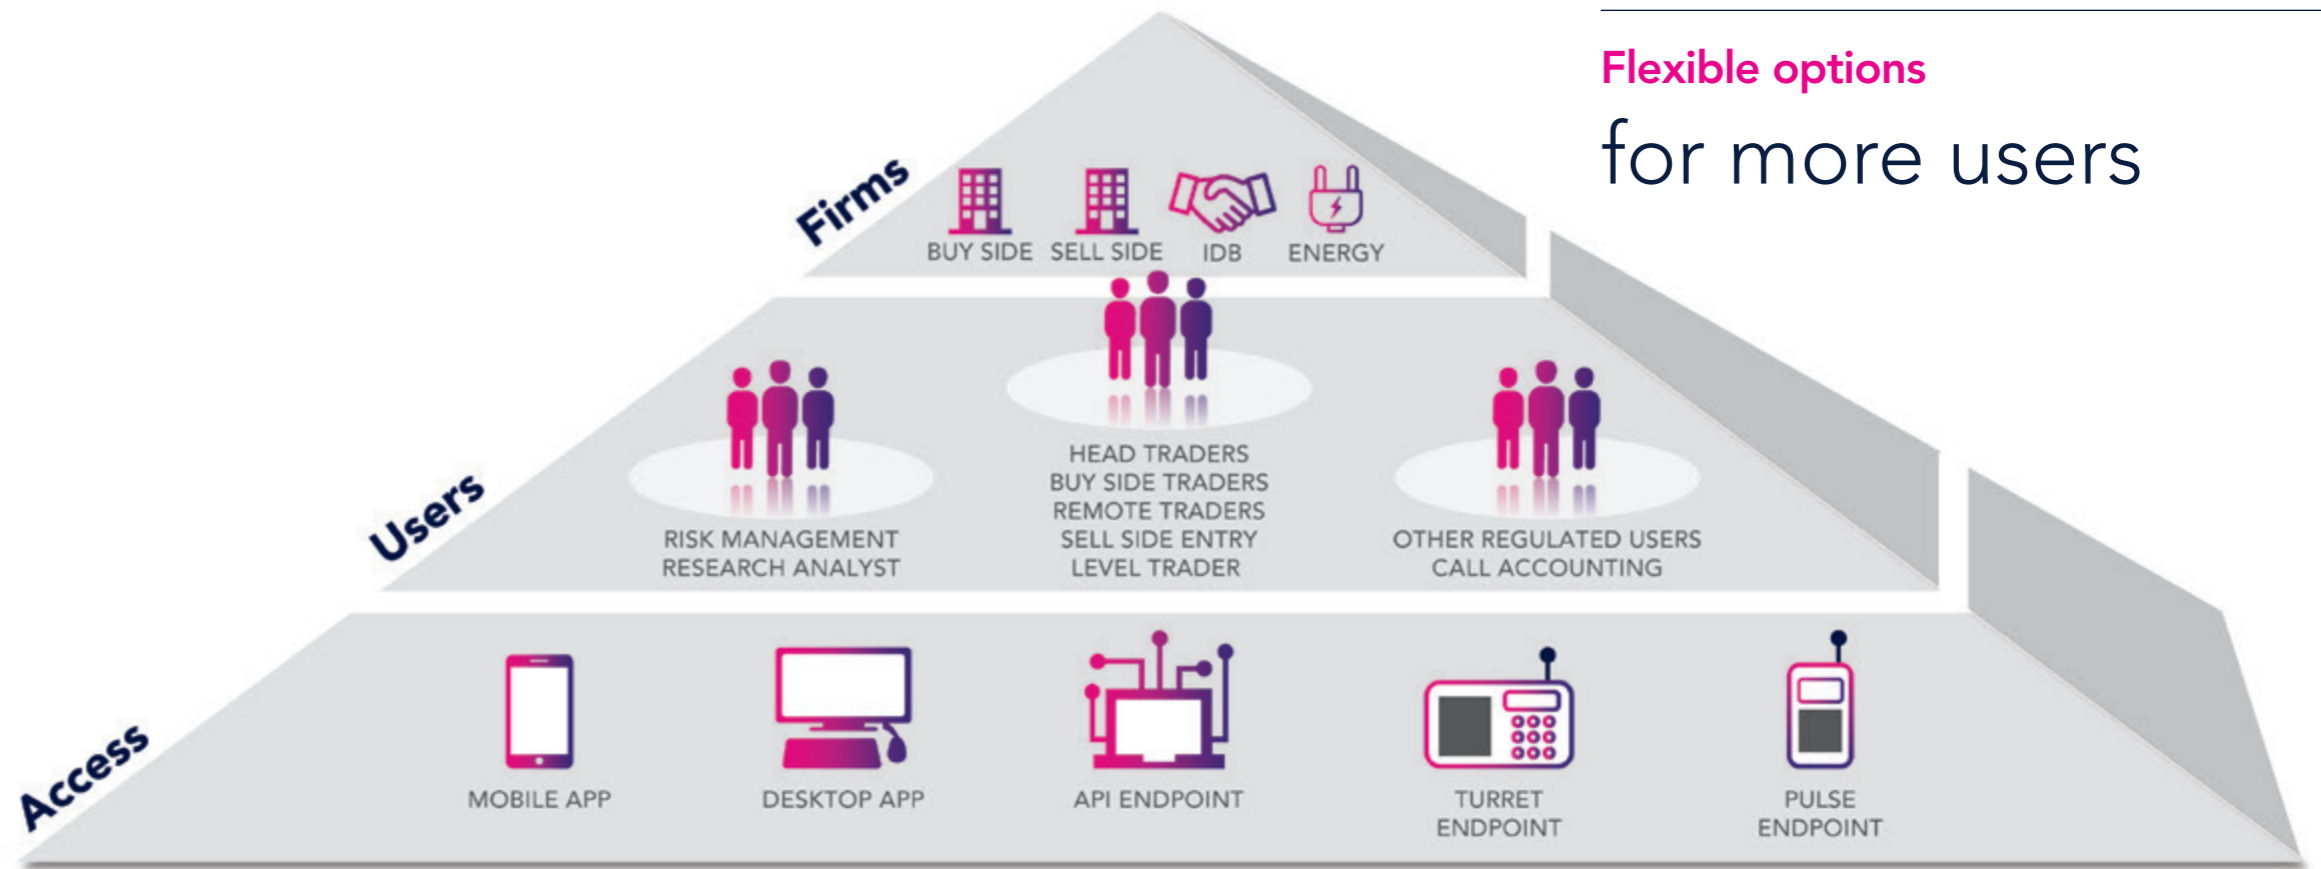 Flexible options
for more users
Firms
BUY SIDE
SELL SIDE
IDB
ENERGY
Users
RISK MANAGEMENT
RESEARCH ANALYST
HEAD TRADERS
BUY SIDE TRADERS
REMOTE TRADERS
SELL SIDE ENTRY
LEVEL TRADER
OTHER REGULATED USERS
CALL ACCOUNTING
Access
MOBILE APP
DESKTOP APP
API ENDPOINT
TURRET
ENDPOINT
PULSE
ENDPOINT